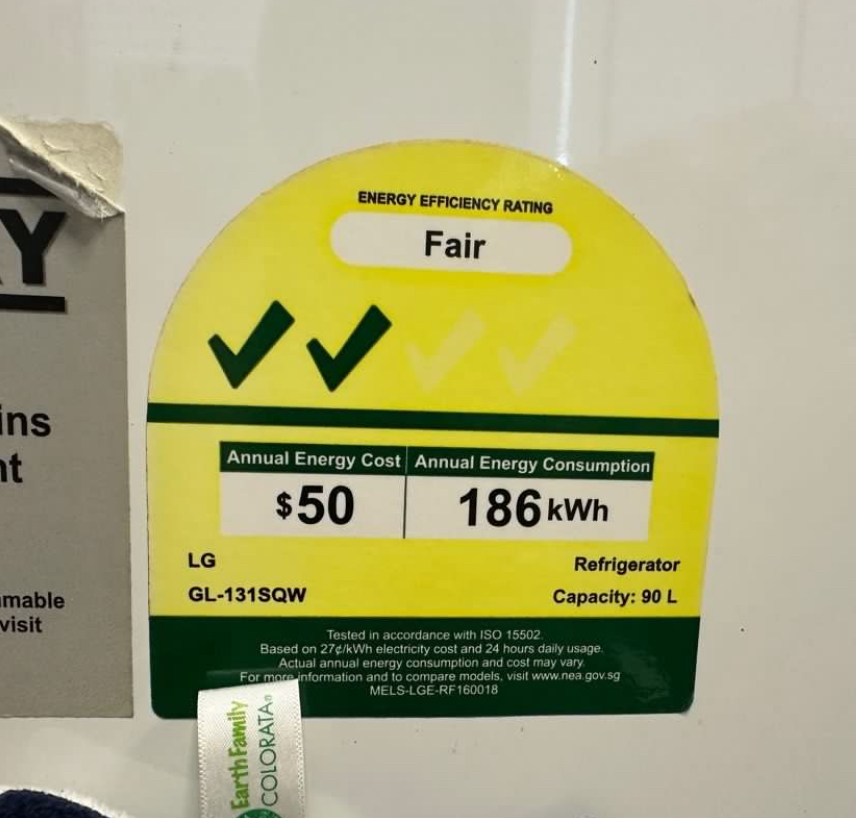 Y
ins
nt
mable
visit
ENERGY EFFICIENCY RATING
Fair
Annual Energy Cost Annual Energy Consumption
$50 186 kWh
LG Refrigerator
GL-131SQW Capacity: 90 L
Tested in accordance with ISO 15502.
Based on 27¢/kWh electricity cost and 24 hours daily usage.
Actual annual energy consumption and cost may vary.
For more information and to compare models, visit www.nea.gov.sg
MELS-LGE-RF160018
EarthFamily
COLORATA®